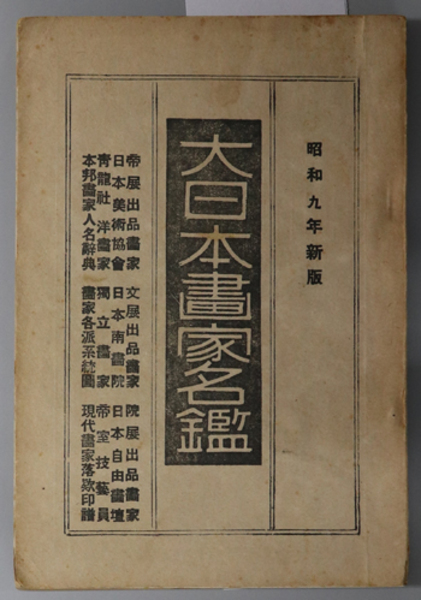 昭和九年新版
大日本畫家名鑑
帝展出品畫家 文展出品畫家 院展出品畫家
日本美術協會 日本南畫院 日本自由畫壇
青龍社 洋畫家 獨立畫家 帝室技藝員
本邦畫家人名辭典 畫家各派系統圖 現代畫家落欵印譜